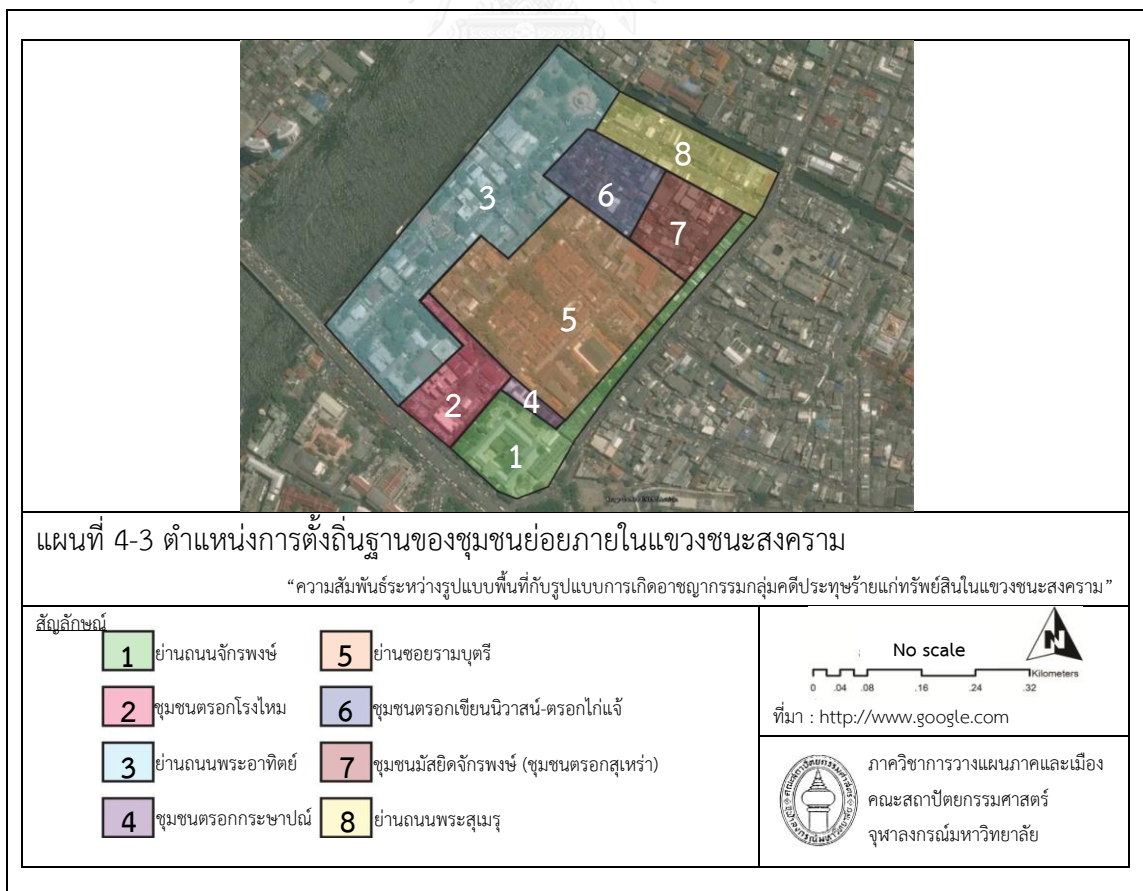 3
8
6
7
5
4
2
1
แผนที่ 4-3 ตำแหน่งการตั้งถิ่นฐานของชุมชนย่อยภายในแขวงชนะสงคราม
“ความสัมพันธ์ระหว่างรูปแบบพื้นที่กับรูปแบบการเกิดอาชญากรรมกลุ่มคดีประทุษร้ายแก่ทรัพย์สินในแขวงชนะสงคราม”
สัญลักษณ์
1 ย่านถนนจักรพงษ์
2 ชุมชนตรอกโรงไหม
3 ย่านถนนพระอาทิตย์
4 ชุมชนตรอกกระษาปณ์
5 ย่านซอยรามบุตรี
6 ชุมชนตรอกเขียนนิวาสน์-ตรอกไก่แจ้
7 ชุมชนมัสยิดจักรพงษ์ (ชุมชนตรอกสุเหร่า)
8 ย่านถนนพระสุเมรุ
N
No scale
Kilometers
0 .04 .08 .16 .24 .32
ที่มา : http://www.google.com
ภาควิชาการวางแผนภาคและเมือง
คณะสถาปัตยกรรมศาสตร์
จุฬาลงกรณ์มหาวิทยาลัย